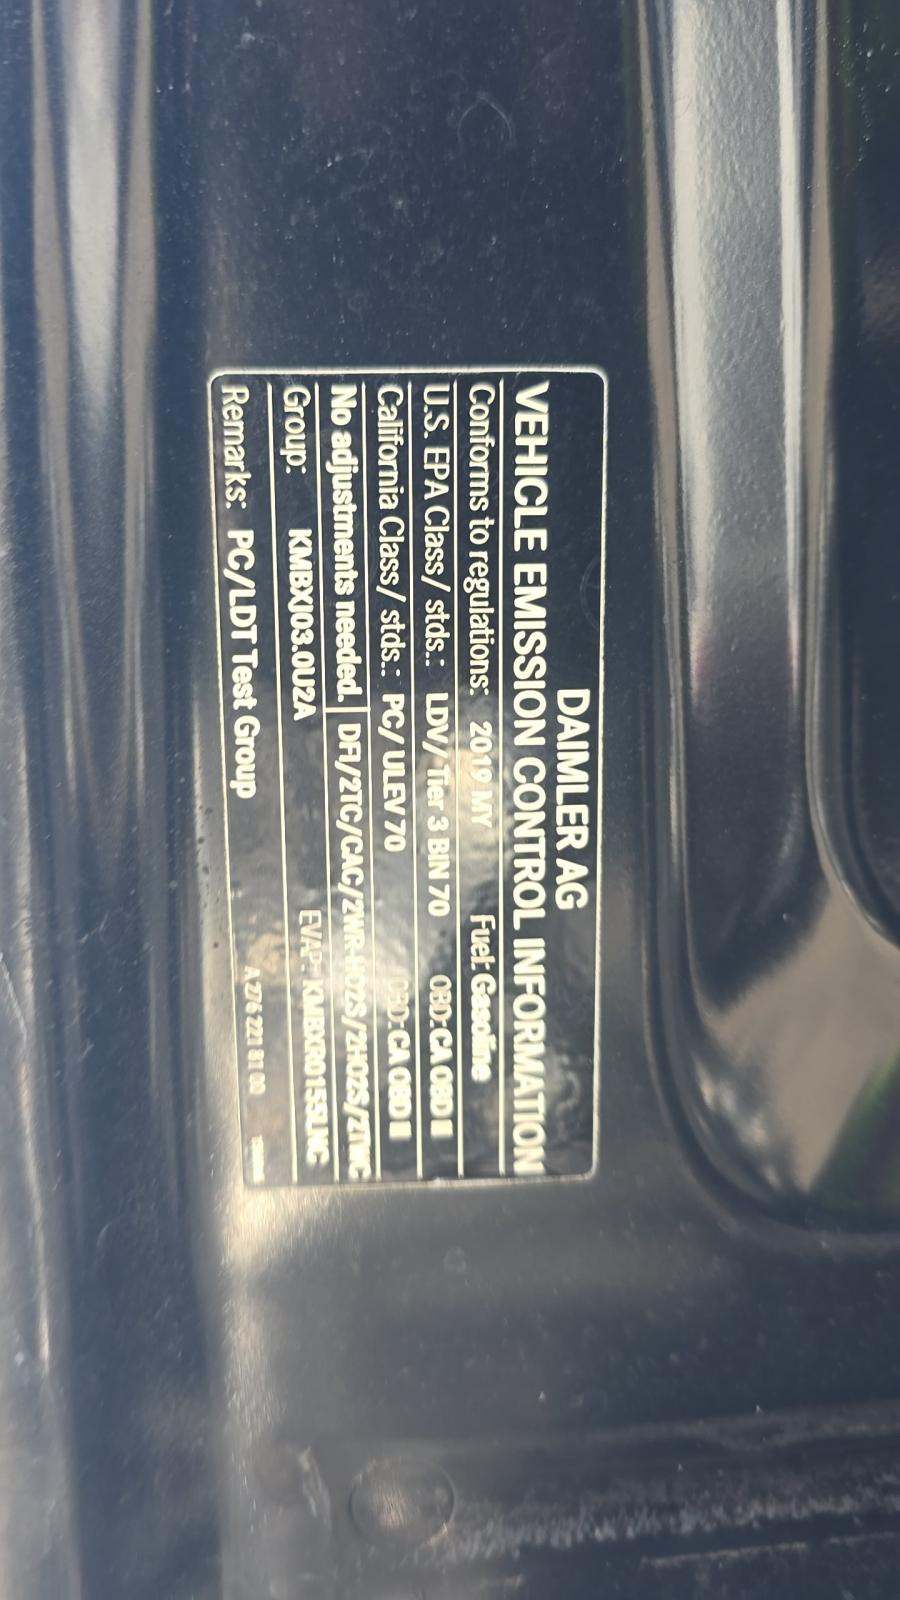 DAIMLER AG
VEHICLE EMISSION CONTROL INFORMATION
Conforms to regulations: 2019 MY Fuel: Gasoline
U.S. EPA Class/ stds.: LDV/ Tier 3 BIN 70 OBD: CA OBD II
California Class/ stds.: PC/ ULEV 70 OBD: CA OBD II
No adjustments needed. DFI/2TC/CAC/2WR-HO2S/2HO2S/2TWC
Group: KMBXJ03.0U2A EVAP: KMBXR0155LNC
Remarks: PC/LDT Test Group A 276 221 81 00